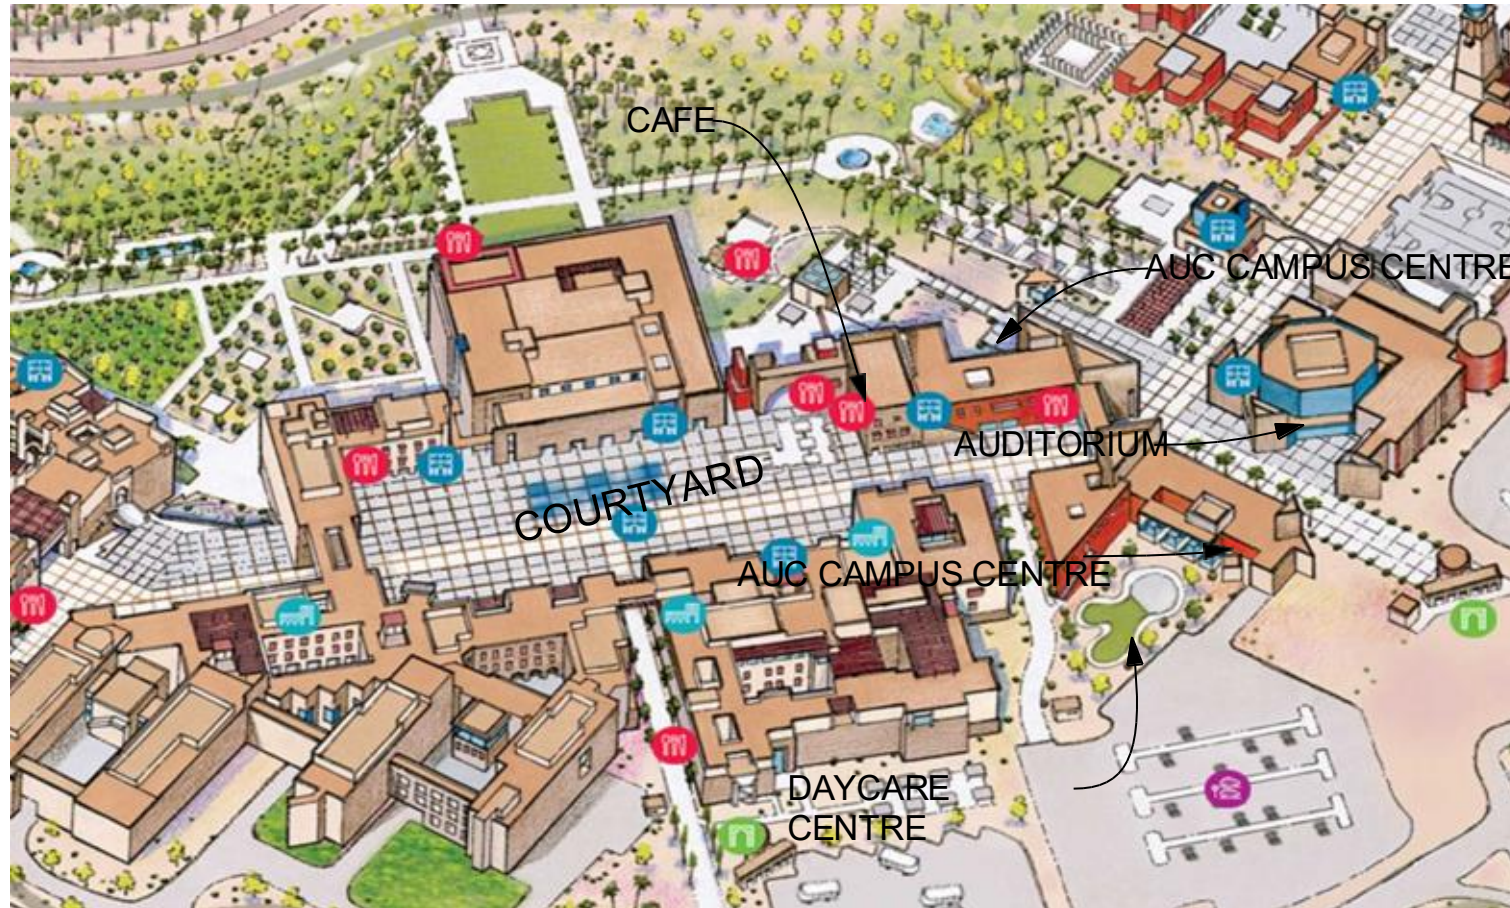 CAFE
AUC CAMPUS CENTRE
AUDITORIUM
COURTYARD
AUC CAMPUS CENTRE
DAYCARE
CENTRE